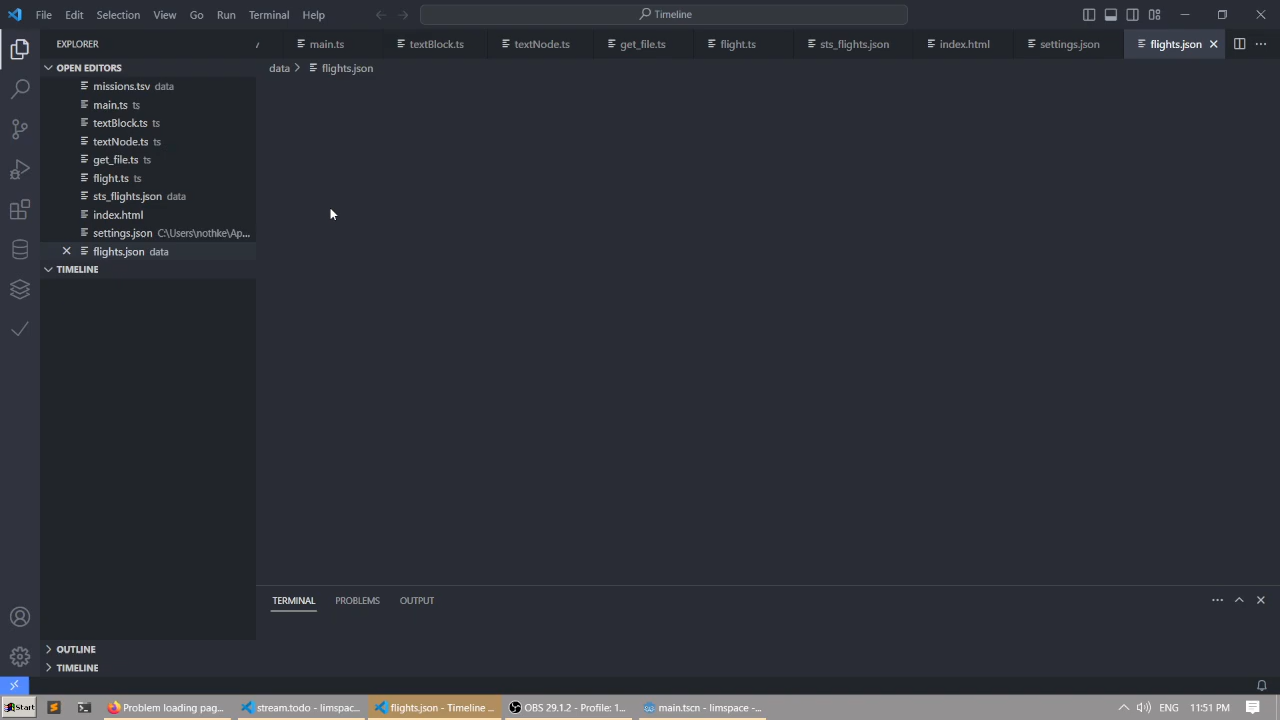 File Edit Selection View Go Run Terminal Help Timeline
EXPLORER main.ts textBlock.ts textNode.ts get_file.ts flight.ts sts_flights.json index.html settings.json flights.json
OPEN EDITORS data flights.json
missions.tsv data
main.ts ts
textBlock.ts ts
textNode.ts ts
get_file.ts ts
flight.ts ts
sts_flights.json data
index.html
settings.json C:\Users\nothke\Ap...
flights.json data
TIMELINE
TERMINAL PROBLEMS OUTPUT
OUTLINE
TIMELINE
Start Problem loading pag... stream.todo - limspac... flights.json - Timeline ... OBS 29.1.2 - Profile: 1... main.tscn - limspace -... ENG 11:51 PM